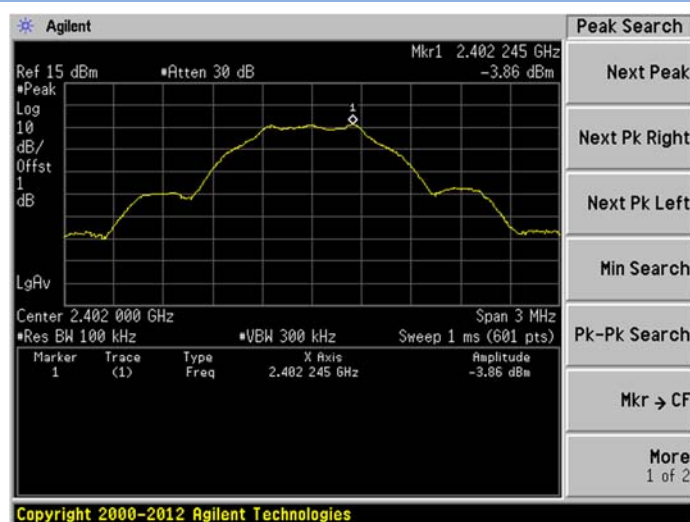 Agilent
Peak Search
Mkr1 2.402 245 GHz
Ref 15 dBm
▪Atten 30 dB
-3.86 dBm
▪Peak
Log
10
dB/
Offst
1
dB
1
LgAv
Center 2.402 000 GHz
Span 3 MHz
▪Res BW 100 kHz
▪VBW 300 kHz
Sweep 1 ms (601 pts)
Marker Trace Type X Axis Amplitude
1 (1) Freq 2.402 245 GHz -3.86 dBm
Next Peak
Next Pk Right
Next Pk Left
Min Search
Pk-Pk Search
Mkr → CF
More
1 of 2
Copyright 2000-2012 Agilent Technologies